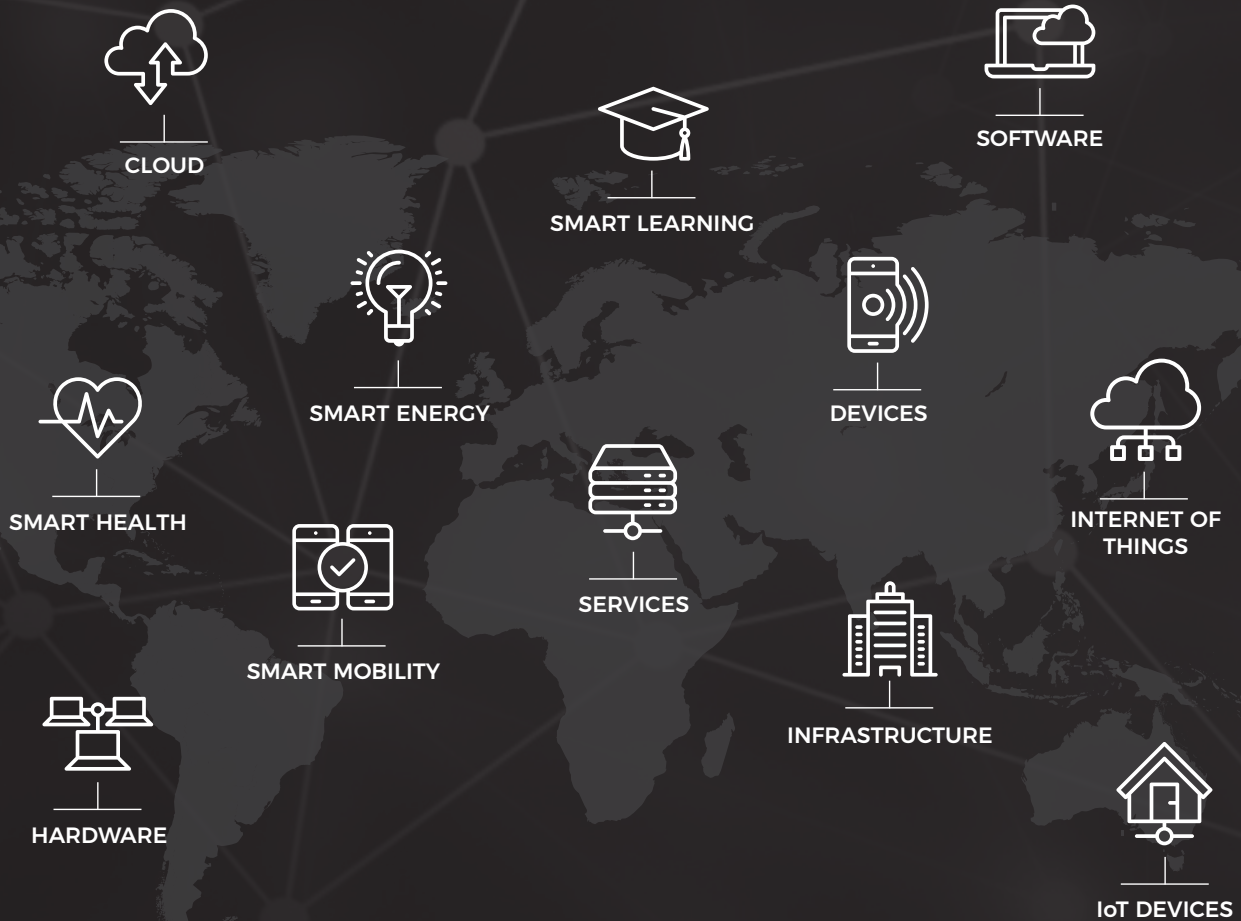 CLOUD
SOFTWARE
SMART LEARNING
SMART ENERGY
DEVICES
SMART HEALTH
INTERNET OF
THINGS
SERVICES
SMART MOBILITY
INFRASTRUCTURE
HARDWARE
IoT DEVICES